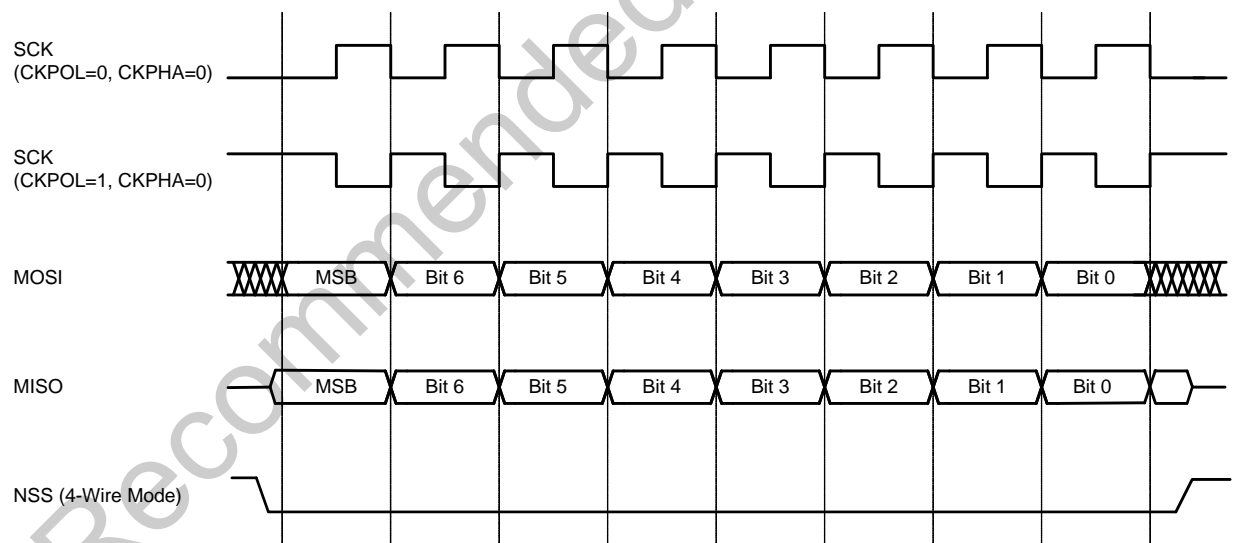 SCK
(CKPOL=0, CKPHA=0)
SCK
(CKPOL=1, CKPHA=0)
MOSI
MSB Bit 6 Bit 5 Bit 4 Bit 3 Bit 2 Bit 1 Bit 0
MISO
MSB Bit 6 Bit 5 Bit 4 Bit 3 Bit 2 Bit 1 Bit 0
NSS (4-Wire Mode)
Recommended